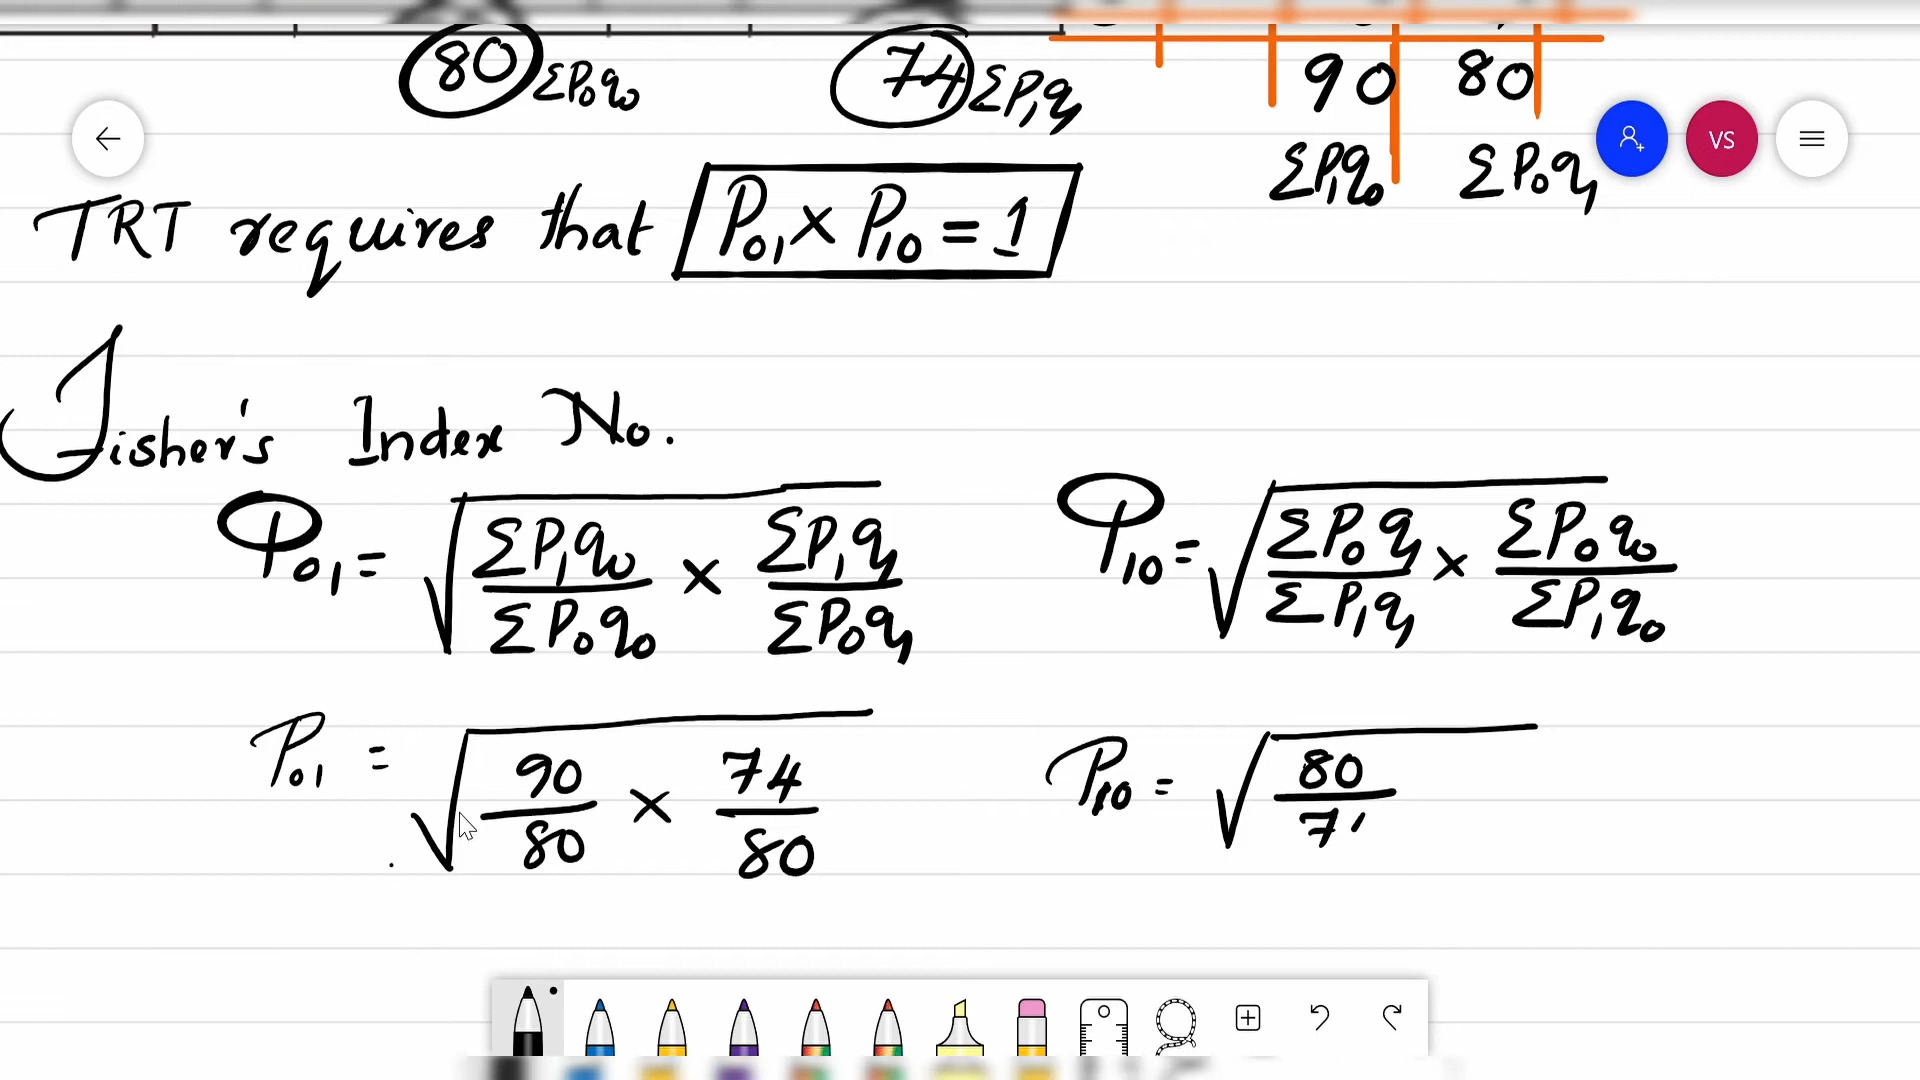 80 ΣP₀q₀ 74 ΣP₁q₁ 90 80
ΣP₁q₀ ΣP₀q₁
VS
TRT requires that P₀₁ × P₁₀ = 1
Fisher's Index No.
P₀₁ = √(ΣP₁q₀/ΣP₀q₀ × ΣP₁q₁/ΣP₀q₁) P₁₀ = √(ΣP₀q₁/ΣP₁q₁ × ΣP₀q₀/ΣP₁q₀)
P₀₁ = √(90/80 × 74/80) P₁₀ = √(80/7